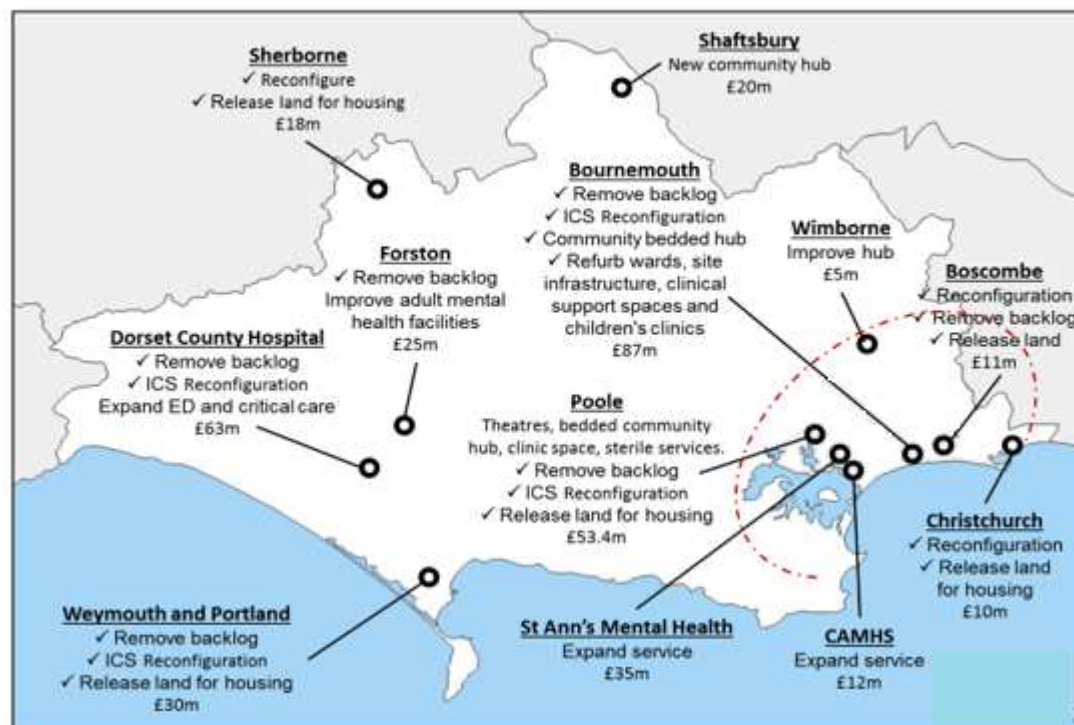 Sherborne
✓ Reconfigure
✓ Release land for housing
£18m
Shaftsbury
New community hub
£20m
Bournemouth
✓ Remove backlog
✓ ICS Reconfiguration
✓ Community bedded hub
✓ Refurb wards, site
infrastructure, clinical
support spaces and
children's clinics
£87m
Wimborne
Improve hub
£5m
Boscombe
✓ Reconfiguration
✓ Remove backlog
✓ Release land
£11m
Forston
✓ Remove backlog
Improve adult mental
health facilities
£25m
Dorset County Hospital
✓ Remove backlog
✓ ICS Reconfiguration
Expand ED and critical care
£63m
Poole
Theatres, bedded community
hub, clinic space, sterile services.
✓ Remove backlog
✓ ICS Reconfiguration
✓ Release land for housing
£53.4m
Christchurch
✓ Reconfiguration
✓ Release land
for housing
£10m
Weymouth and Portland
✓ Remove backlog
✓ ICS Reconfiguration
✓ Release land for housing
£30m
St Ann's Mental Health
Expand service
£35m
CAMHS
Expand service
£12m